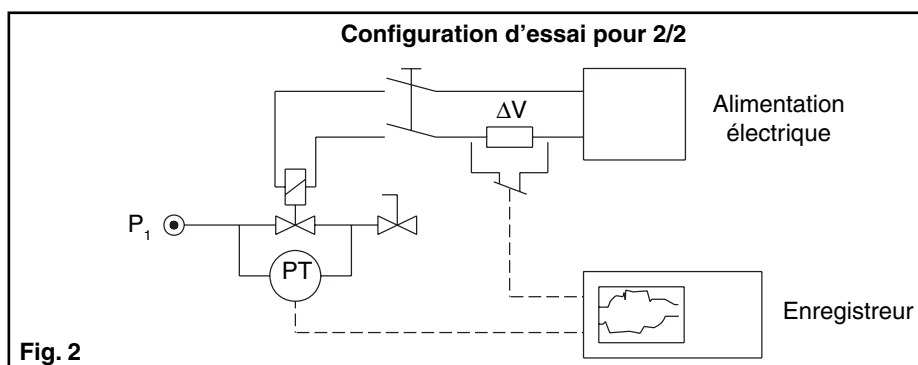 Configuration d’essai pour 2/2
ΔV
Alimentation
électrique
P1
PT
Enregistreur
Fig. 2